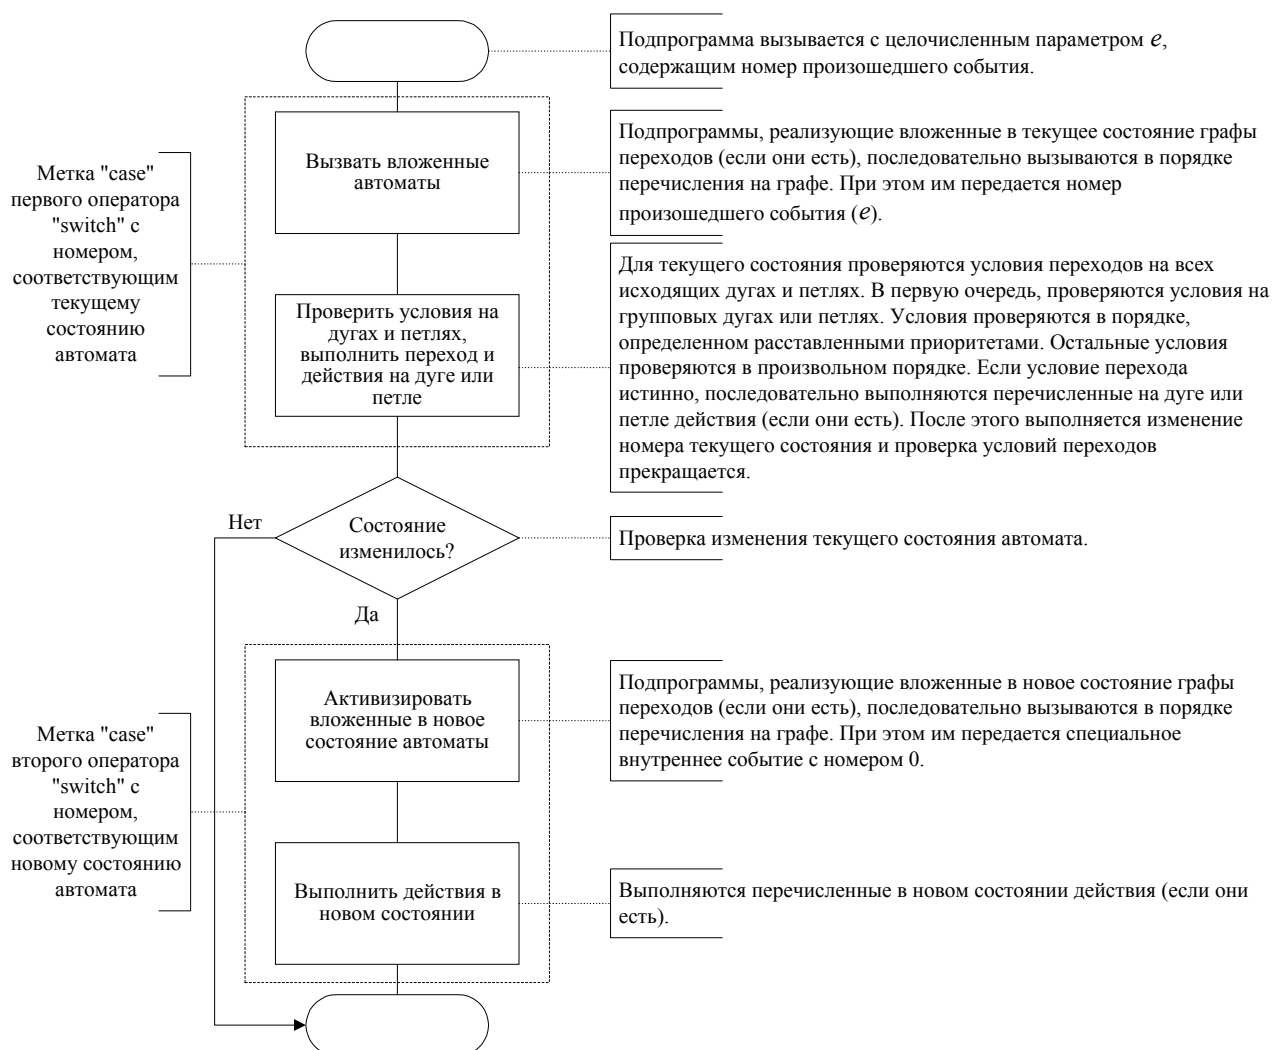 Подпрограмма вызывается с целочисленным параметром e,
содержащим номер произошедшего события.
Метка "case"
первого оператора
"switch" с
номером,
соответствующим
текущему
состоянию
автомата
Вызвать вложенные
автоматы
Подпрограммы, реализующие вложенные в текущее состояние графы
переходов (если они есть), последовательно вызываются в порядке
перечисления на графе. При этом им передается номер
произошедшего события (e).
Проверить условия на
дугах и петлях,
выполнить переход и
действия на дуге или
петле
Для текущего состояния проверяются условия переходов на всех
исходящих дугах и петлях. В первую очередь, проверяются условия на
групповых дугах или петлях. Условия проверяются в порядке,
определенном расставленными приоритетами. Остальные условия
проверяются в произвольном порядке. Если условие перехода
истинно, последовательно выполняются перечисленные на дуге или
петле действия (если они есть). После этого выполняется изменение
номера текущего состояния и проверка условий переходов
прекращается.
Нет
Состояние
изменилось?
Проверка изменения текущего состояния автомата.
Да
Метка "case"
второго оператора
"switch" с
номером,
соответствующим
новому состоянию
автомата
Активизировать
вложенные в новое
состояние автоматы
Подпрограммы, реализующие вложенные в новое состояние графы
переходов (если они есть), последовательно вызываются в порядке
перечисления на графе. При этом им передается специальное
внутреннее событие с номером 0.
Выполнить действия в
новом состоянии
Выполняются перечисленные в новом состоянии действия (если они
есть).